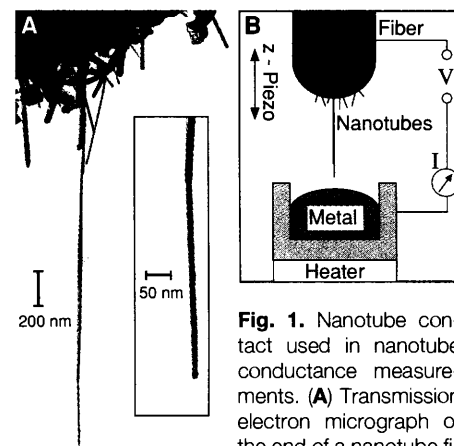 A
200 nm
50 nm
B
Fiber
z - Piezo
V
Nanotubes
I
Metal
Heater
Fig. 1. Nanotube con-
tact used in nanotube
conductance measure-
ments. (A) Transmission
electron micrograph of
the end of a nanotube fi-